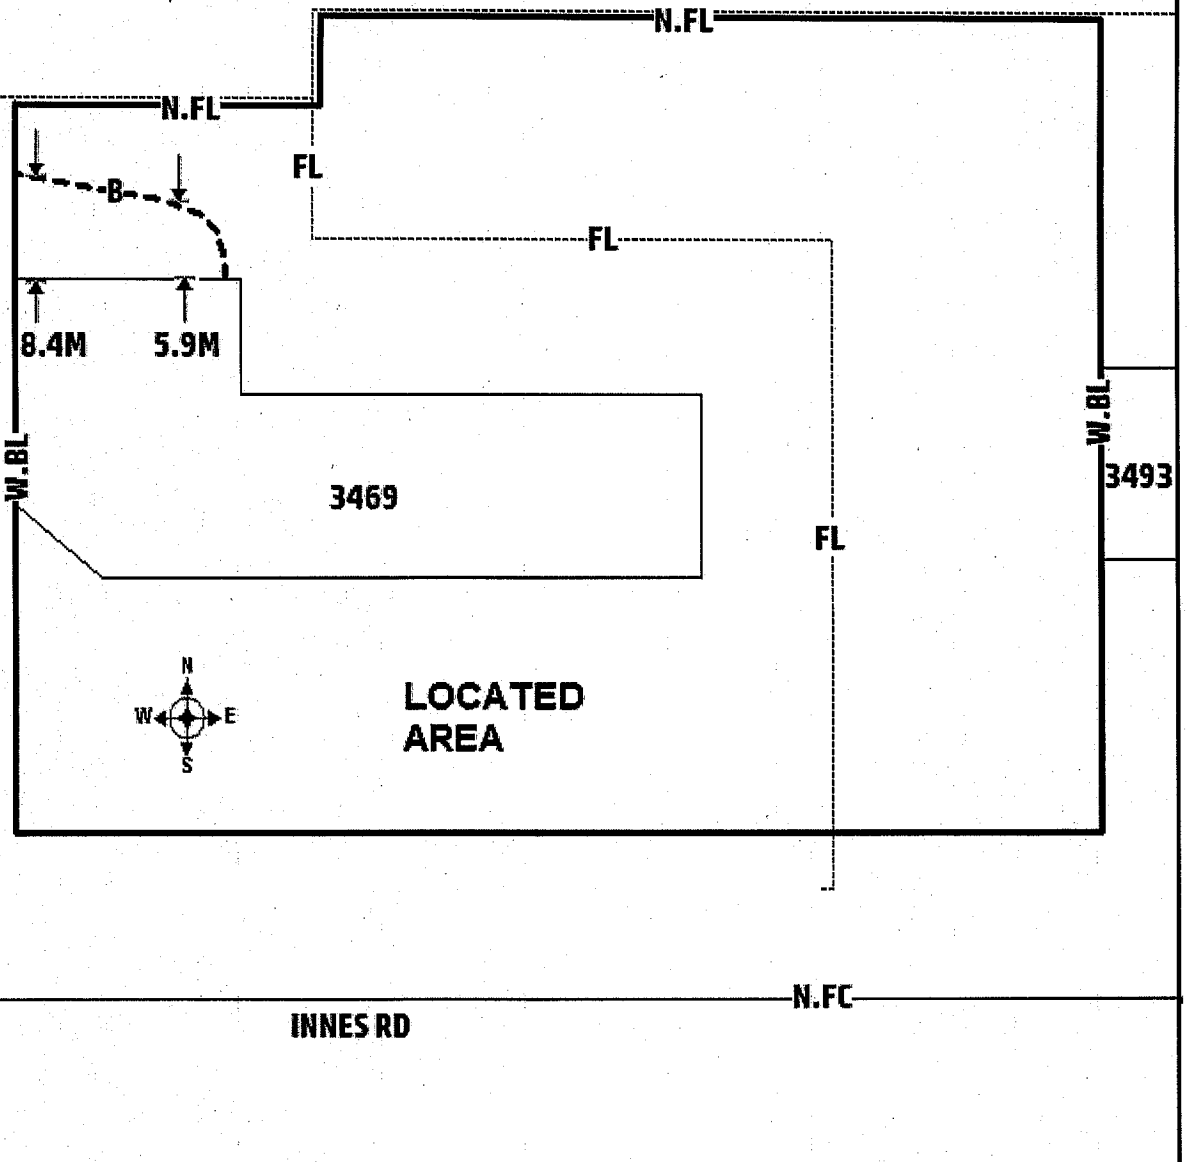 N.FL
N.FL
FL
B
FL
8.4M
5.9M
W.BL
W.BL
3469
3493
FL
N
W
E
S
LOCATED
AREA
N.FC
INNES RD